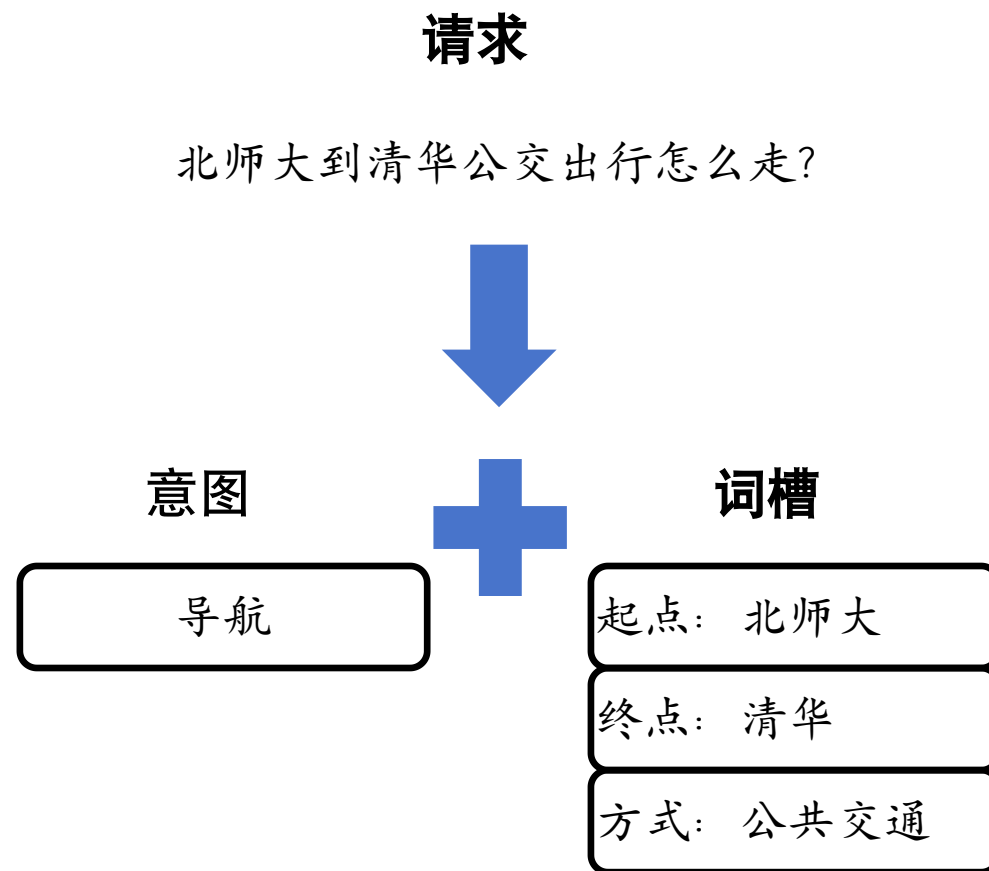 请求
北师大到清华公交出行怎么走?
意图
词槽
导航
起点: 北师大
终点: 清华
方式: 公共交通